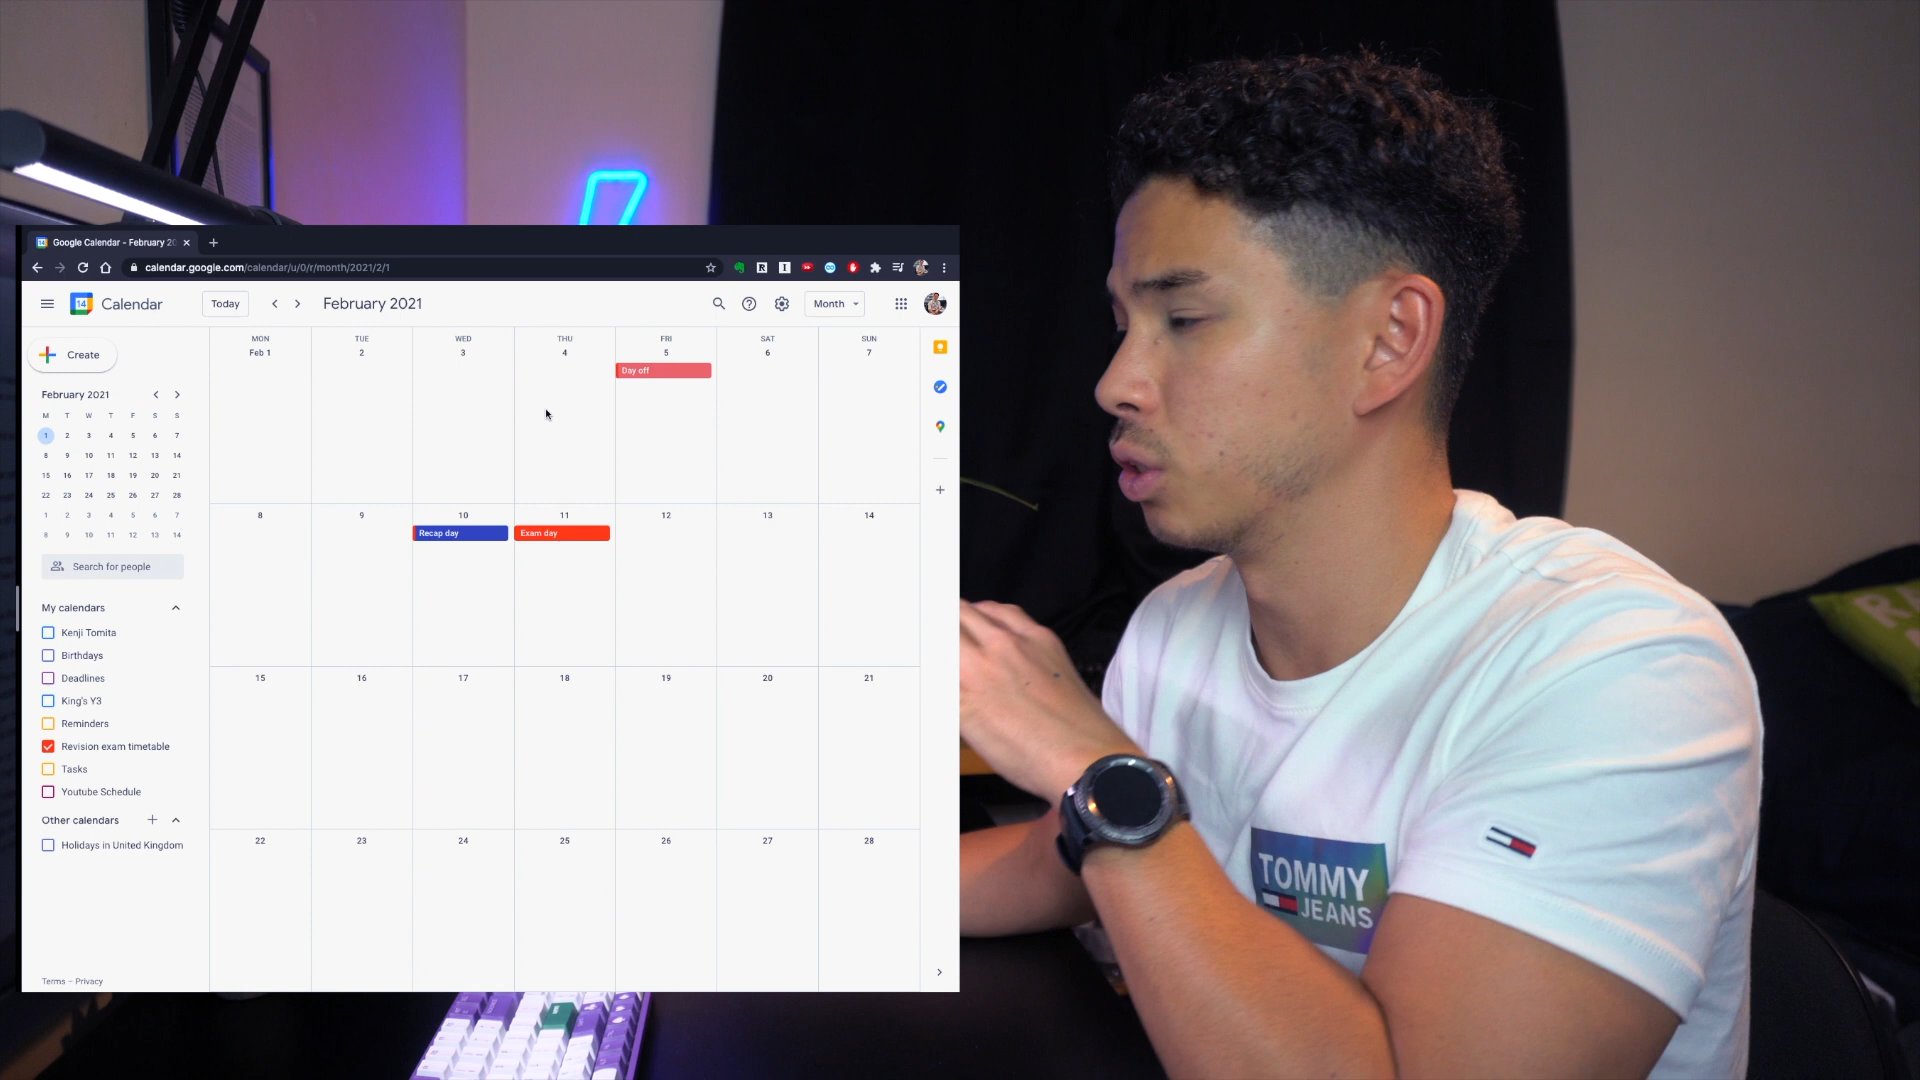 Google Calendar - February 20
calendar.google.com/calendar/u/0/r/month/2021/2/1
14 Calendar Today February 2021 Month
Create
February 2021
M T W T F S S
1 2 3 4 5 6 7
8 9 10 11 12 13 14
15 16 17 18 19 20 21
22 23 24 25 26 27 28
1 2 3 4 5 6 7
8 9 10 11 12 13 14
Search for people
My calendars
Kenji Tomita
Birthdays
Deadlines
King's Y3
Reminders
Revision exam timetable
Tasks
Youtube Schedule
Other calendars
Holidays in United Kingdom
Terms – Privacy
MON TUE WED THU FRI SAT SUN
Feb 1 2 3 4 5 6 7
Day off
8 9 10 11 12 13 14
Recap day Exam day
15 16 17 18 19 20 21
22 23 24 25 26 27 28
TOMMY
JEANS